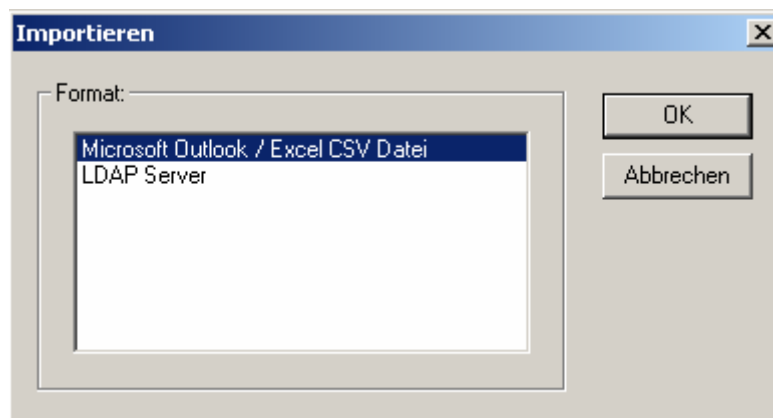 Importieren
Format:
OK
Microsoft Outlook / Excel CSV Datei
LDAP Server
Abbrechen